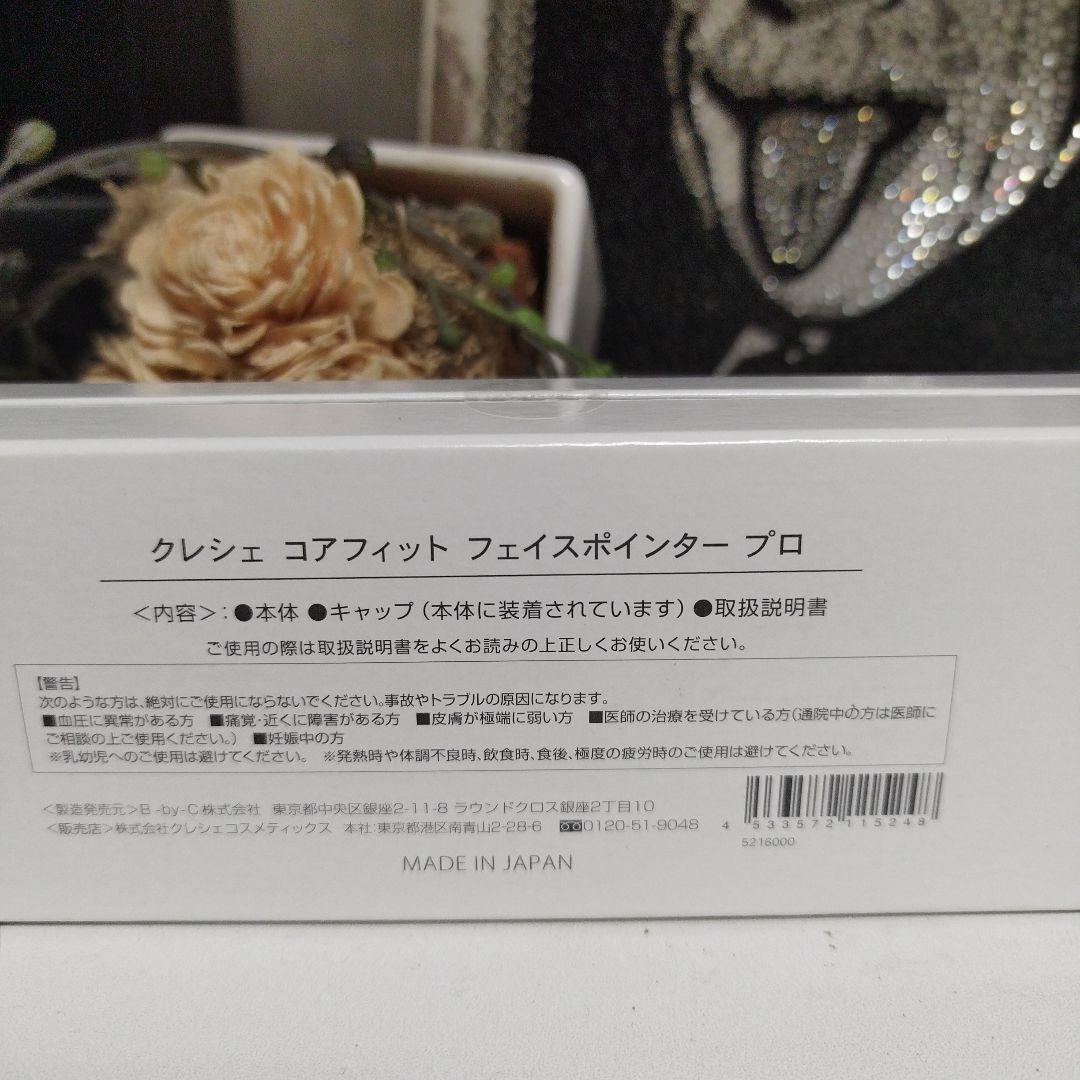 クレシェ コアフィット フェイスポインター プロ
＜内容＞：●本体 ●キャップ（本体に装着されています）●取扱説明書
ご使用の際は取扱説明書をよくお読みの上正しくお使いください。
【警告】
次のような方は、絶対にご使用にならないでください。事故やトラブルの原因になります。
■血圧に異常がある方　■痛覚・近くに障害がある方　■皮膚が極端に弱い方　■医師の治療を受けている方（通院中の方は医師に
ご相談の上ご使用ください。）　■妊娠中の方
※乳幼児へのご使用は避けてください。　※発熱時や体調不良時、飲食時、食後、極度の疲労時のご使用は避けてください。
＜製造発売元＞B-by-C株式会社　東京都中央区銀座2-11-8 ラウンドクロス銀座2丁目10
＜販売店＞株式会社クレシェコスメティックス　本社：東京都港区南青山2-28-6　0120-51-9048
4 533572 115248
5216000
MADE IN JAPAN